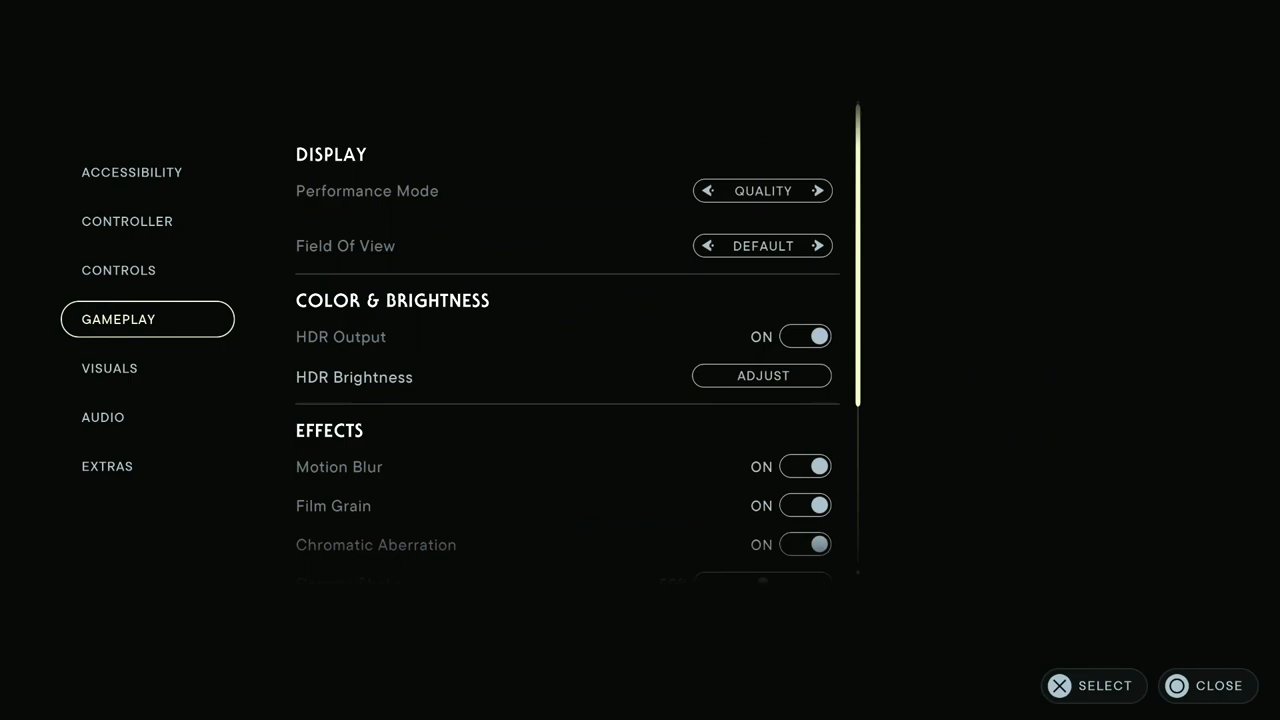 ACCESSIBILITY
CONTROLLER
CONTROLS
GAMEPLAY
VISUALS
AUDIO
EXTRAS
DISPLAY
Performance Mode QUALITY
Field Of View DEFAULT
COLOR & BRIGHTNESS
HDR Output ON
HDR Brightness ADJUST
EFFECTS
Motion Blur ON
Film Grain ON
Chromatic Aberration ON
SELECT CLOSE